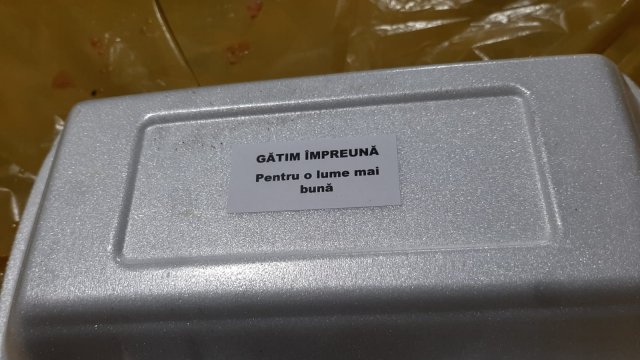 GĂTIM ÎMPREUNĂ
Pentru o lume mai
bună